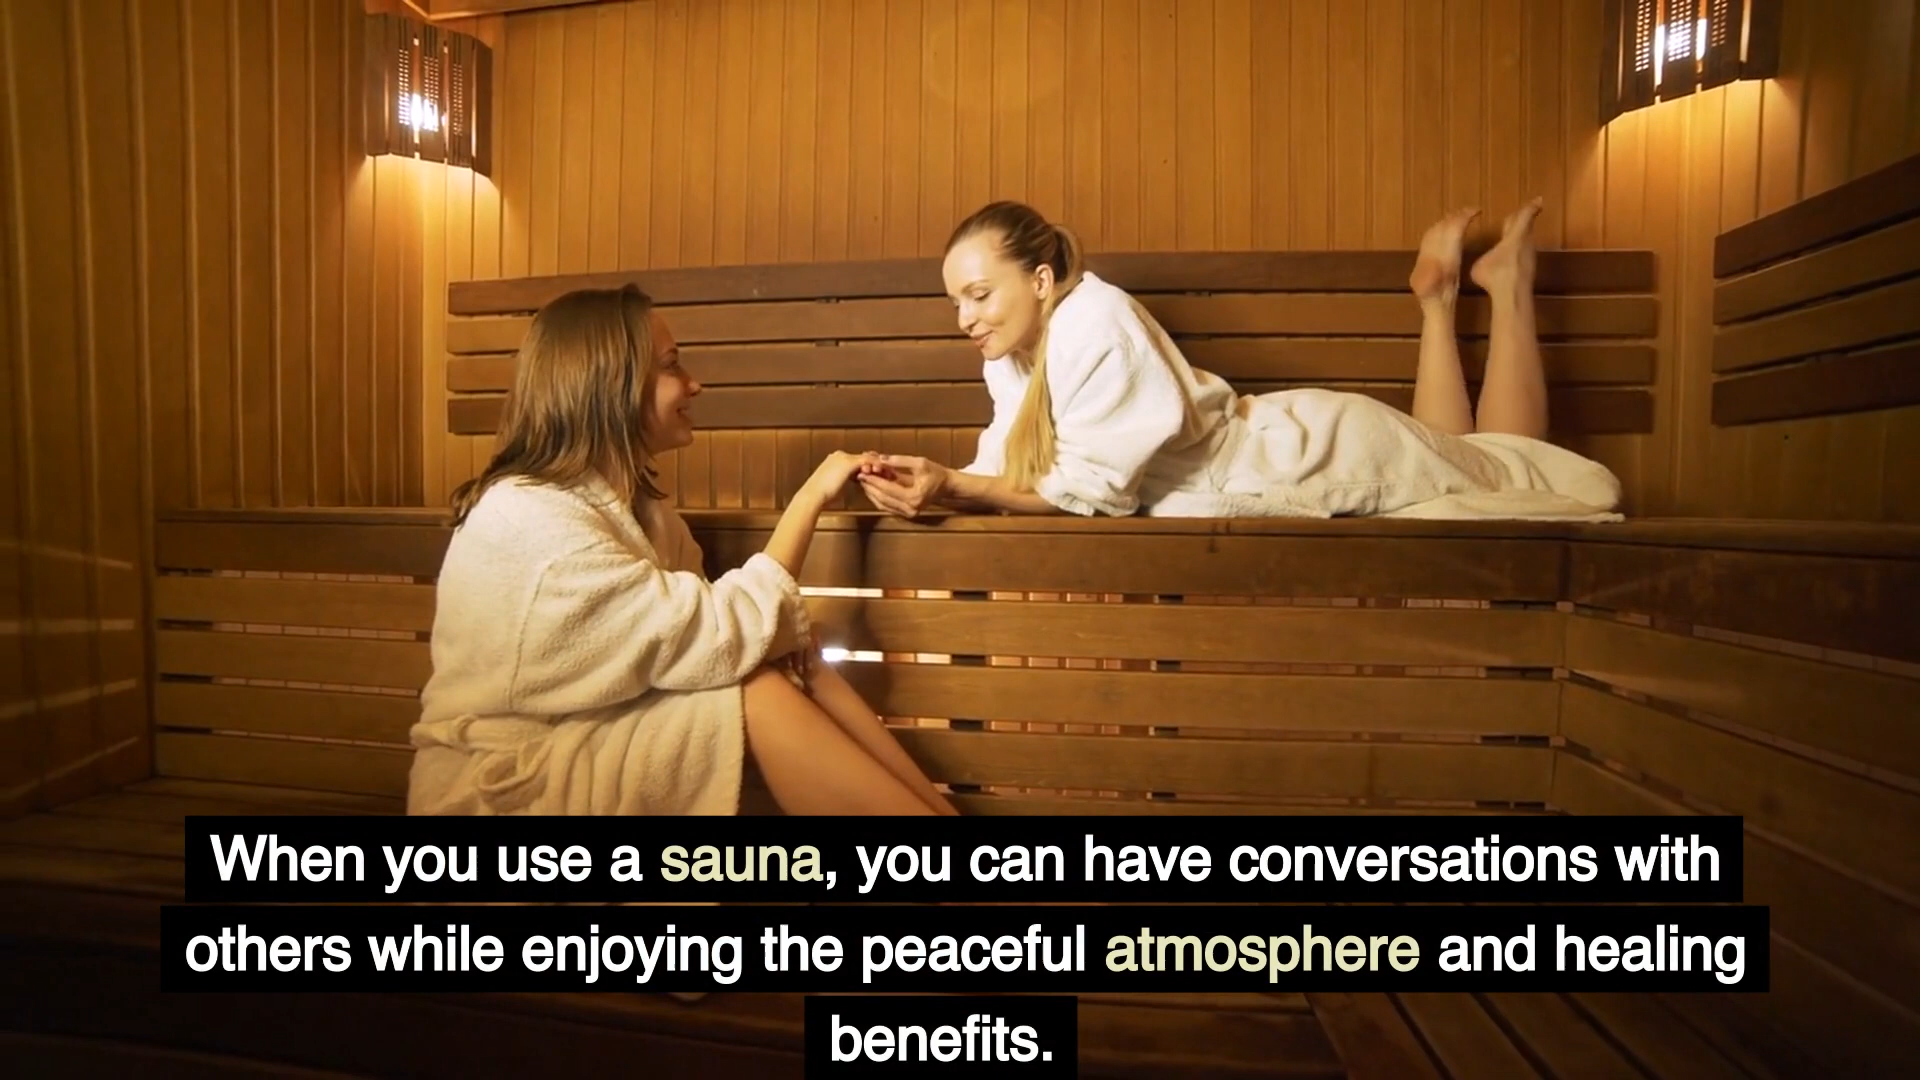 When you use a sauna, you can have conversations with
others while enjoying the peaceful atmosphere and healing
benefits.